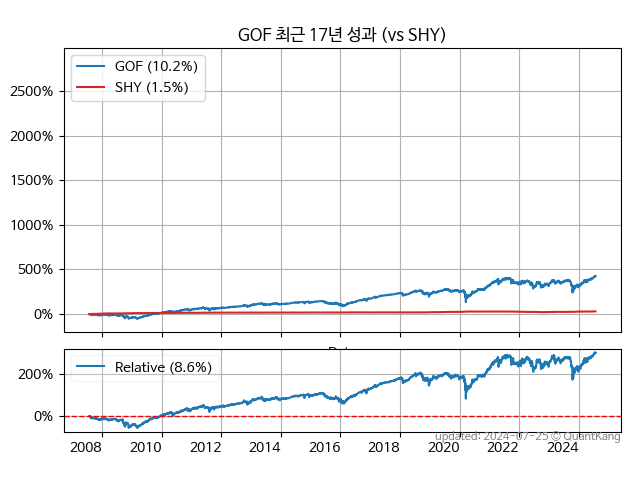 GOF 최근 17년 성과 (vs SHY)
GOF (10.2%)
SHY (1.5%)
2500%
2000%
1500%
1000%
500%
0%
Relative (8.6%)
200%
0%
2008 2010 2012 2014 2016 2018 2020 2022 2024
updated: 2024-07-25 © QuantKang